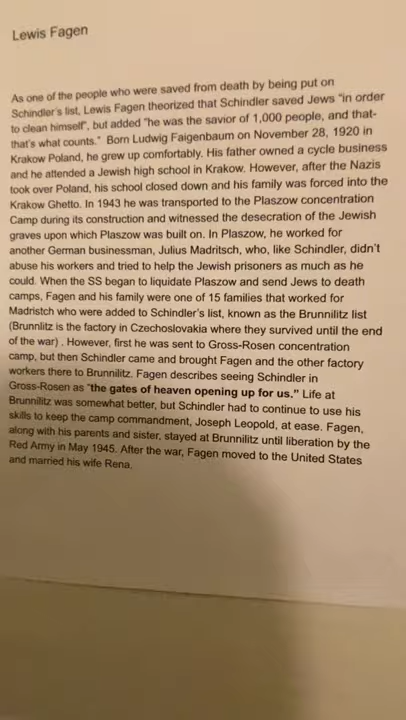 Lewis Fagen
As one of the people who were saved from death by being put on
Schindler's list, Lewis Fagen theorized that Schindler saved Jews "in order
to clean himself", but added "he was the savior of 1,000 people, and that-
that's what counts." Born Ludwig Faigenbaum on November 28, 1920 in
Krakow Poland, he grew up comfortably. His father owned a cycle business
and he attended a Jewish high school in Krakow. However, after the Nazis
took over Poland, his school closed down and his family was forced into the
Krakow Ghetto. In 1943 he was transported to the Plaszow concentration
Camp during its construction and witnessed the desecration of the Jewish
graves upon which Plaszow was built on. In Plaszow, he worked for
another German businessman, Julius Madritsch, who, like Schindler, didn't
abuse his workers and tried to help the Jewish prisoners as much as he
could. When the SS began to liquidate Plaszow and send Jews to death
camps, Fagen and his family were one of 15 families that worked for
Madristch who were added to Schindler's list, known as the Brunnilitz list
(Brunnlitz is the factory in Czechoslovakia where they survived until the end
of the war) . However, first he was sent to Gross-Rosen concentration
camp, but then Schindler came and brought Fagen and the other factory
workers there to Brunnilitz. Fagen describes seeing Schindler in
Gross-Rosen as "the gates of heaven opening up for us." Life at
Brunnilitz was somewhat better, but Schindler had to continue to use his
skills to keep the camp commandment, Joseph Leopold, at ease. Fagen,
along with his parents and sister, stayed at Brunnilitz until liberation by the
Red Army in May 1945. After the war, Fagen moved to the United States
and married his wife Rena.